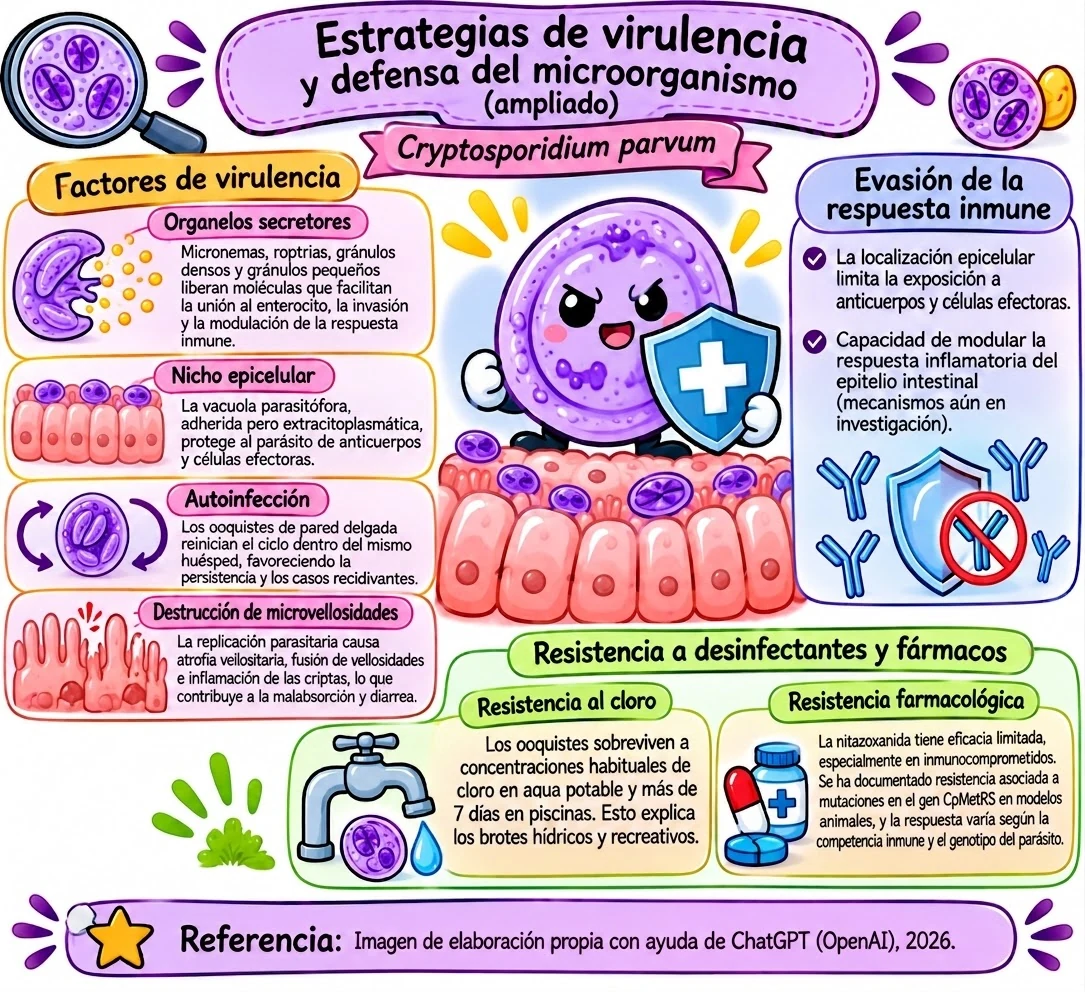 Estrategias de virulencia
y defensa del microorganismo
(ampliado)
Cryptosporidium parvum
Factores de virulencia
Organelos secretores
Micronemas, roptrias, gránulos
densos y gránulos pequeños
liberan moléculas que facilitan
la unión al enterocito, la invasión
y la modulación de la respuesta
inmune.
Nicho epicelular
La vacuola parasitófora,
adherida pero extracitoplasmática,
protege al parásito de anticuerpos
y células efectoras.
Autoinfección
Los ooquistes de pared delgada
reinician el ciclo dentro del mismo
huésped, favoreciendo la
persistencia y los casos recidivantes.
Destrucción de microvellosidades
La replicación parasitaria causa
atrofia veilositaria, fusión de vellosidades
e inflamación de las criptas, lo que
contribuye a la malabsorción y diarrea.
Evasión de la
respuesta inmune
La localización epicelular
limita la exposición a
anticuerpos y células efectoras.
Capacidad de modular la
respuesta inflamatoria del
epitelio intestinal
(mecanismos aún en
investigación).
Resistencia a desinfectantes y fármacos
Resistencia al cloro
Los ooquistes sobreviven a
concentraciones habituales de
cloro en agua potable y más de
7 días en piscinas. Esto explica
los brotes hídricos y recreativos.
Resistencia farmacológica
La nitazoxanida tiene eficacia limitada,
especialmente en inmunocomprometidos.
Se ha documentado resistencia asociada a
mutaciones en el gen CpMetRS en modelos
animales, y la respuesta varía según la
competencia inmune y el genotipo del parásito.
Referencia: Imagen de elaboración propia con ayuda de ChatGPT (OpenAI), 2026.